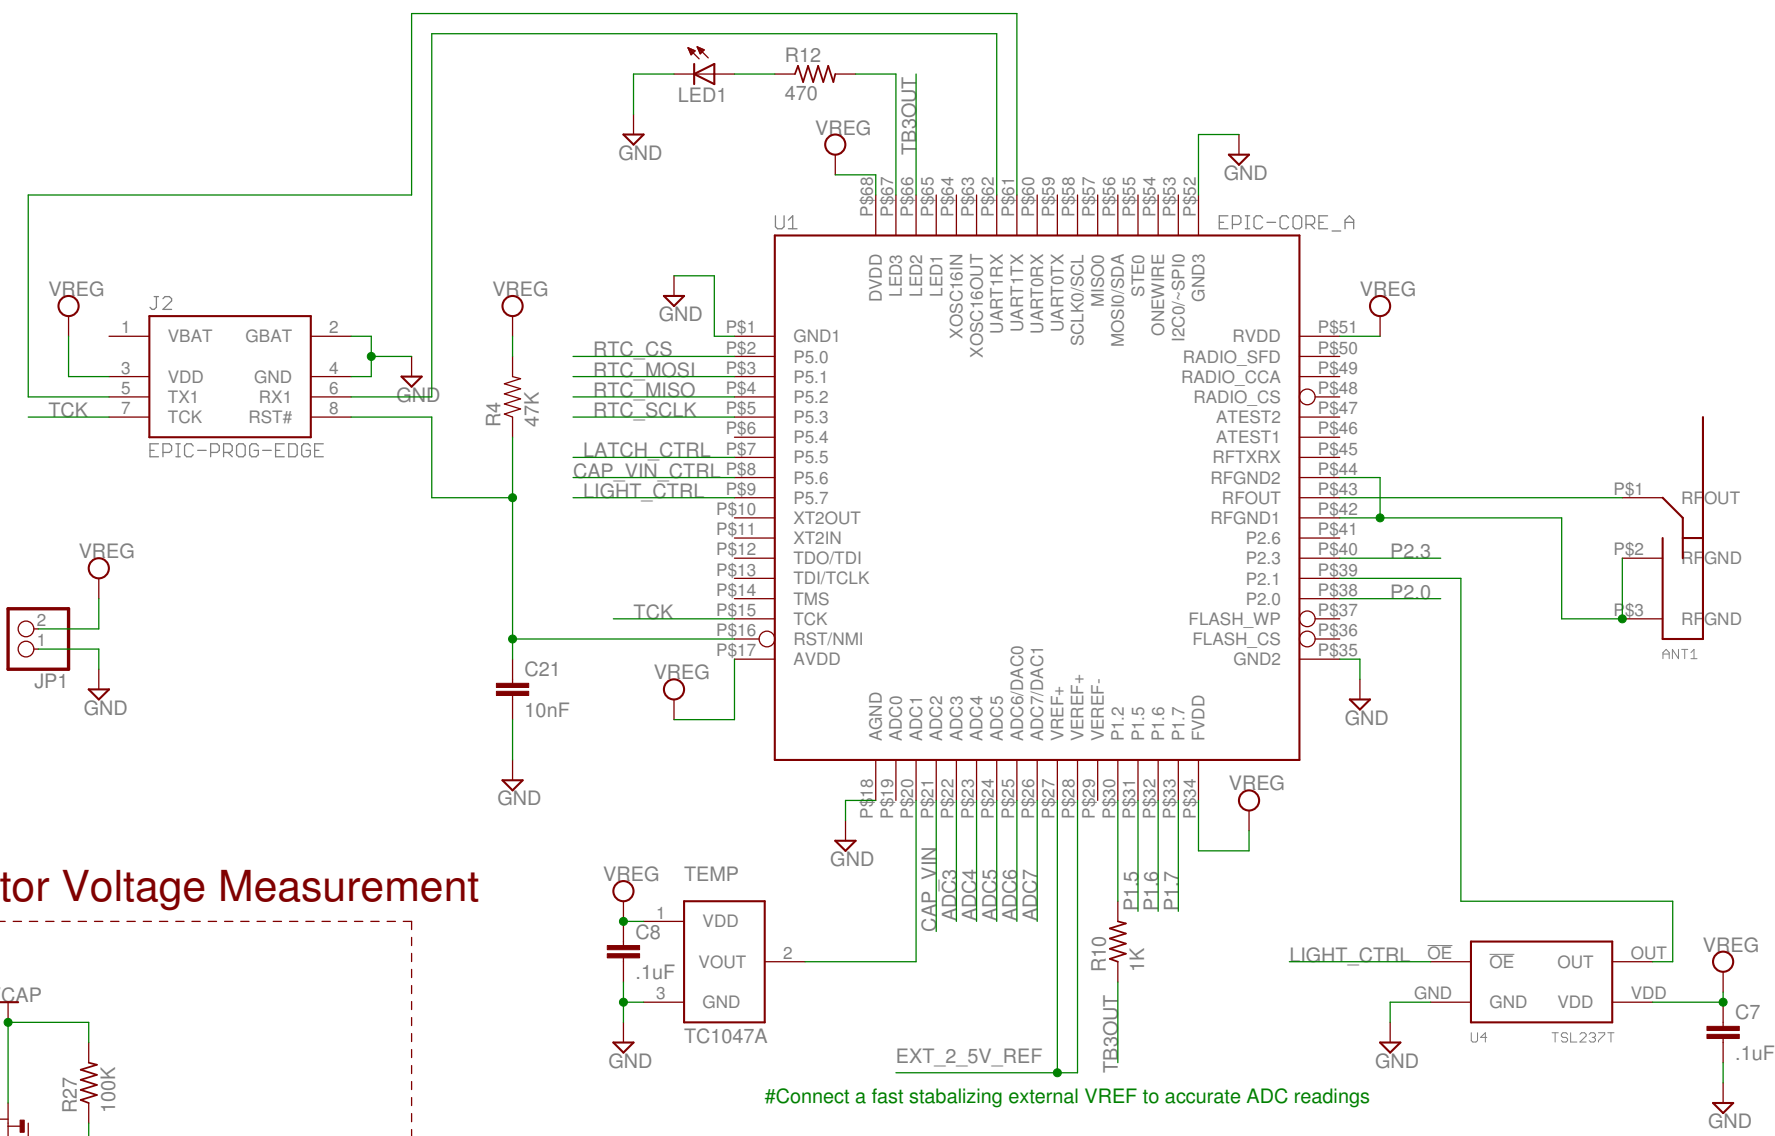 R12
470
LED1
GND
TB3OUT
VREG
GND
P$68
P$67
P$66
P$65
P$64
P$63
P$62
P$61
P$60
P$59
P$58
P$57
P$56
P$55
P$54
P$53
P$52
U1
EPIC-CORE_A
DVDD
LED3
LED2
LED1
XOSC16IN
XOSC16OUT
UART1RX
UART1TX
UART0RX
UART0TX
SCLK0/SCL
MISO0
MOSI0/SDA
STE0
ONEWIRE
I2C0/~SPI0
GND3
VREG
J2
1 VBAT GBAT 2
3 VDD GND 4
5 TX1 RX1 6
TCK 7 TCK RST# 8
EPIC-PROG-EDGE
GND
VREG
R4
47K
GND
P$1 GND1
RTC_CS P$2 P5.0
RTC_MOSI P$3 P5.1
RTC_MISO P$4 P5.2
RTC_SCLK P$5 P5.3
P$6 P5.4
LATCH_CTRL P$7 P5.5
CAP_VIN_CTRL P$8 P5.6
LIGHT_CTRL P$9 P5.7
P$10 XT2OUT
P$11 XT2IN
P$12 TDO/TDI
P$13 TDI/TCLK
P$14 TMS
TCK P$15 TCK
P$16 RST/NMI
P$17 AVDD
VREG
VREG
RVDD P$51
RADIO_SFD P$50
RADIO_CCA P$49
RADIO_CS P$48
ATEST2 P$47
ATEST1 P$46
RFTXRX P$45
RFGND2 P$44
RFOUT P$43
RFGND1 P$42
P2.6 P$41
P2.3 P$40 P2.3
P2.1 P$39
P2.0 P$38 P2.0
FLASH_WP P$37
FLASH_CS P$36
GND2 P$35
GND
P$1 RFOUT
P$2 RFGND
P$3 RFGND
ANT1
VREG
2
1
JP1
GND
C21
10nF
GND
AGND
ADC0
ADC1
ADC2
ADC3
ADC4
ADC5
ADC6/DAC0
ADC7/DAC1
VREF+
VEREF+
VEREF-
P1.2
P1.5
P1.6
P1.7
FVDD
P$18
P$19
P$20
P$21
P$22
P$23
P$24
P$25
P$26
P$27
P$28
P$29
P$30
P$31
P$32
P$33
P$34
VREG
GND
CAP_VIN
ADC3
ADC4
ADC5
ADC6
ADC7
P1.5
P1.6
P1.7
R10
1K
TB3OUT
tor Voltage Measurement
VREG TEMP
1 VDD
C8
.1uF
VOUT 2
3 GND
TC1047A
GND
EXT_2_5V_REF
#Connect a fast stabalizing external VREF to accurate ADC readings
LIGHT_CTRL OE OE OUT OUT
GND GND VDD VDD
U4 TSL237T
GND
VREG
C7
.1uF
GND
CAP
R27
100K